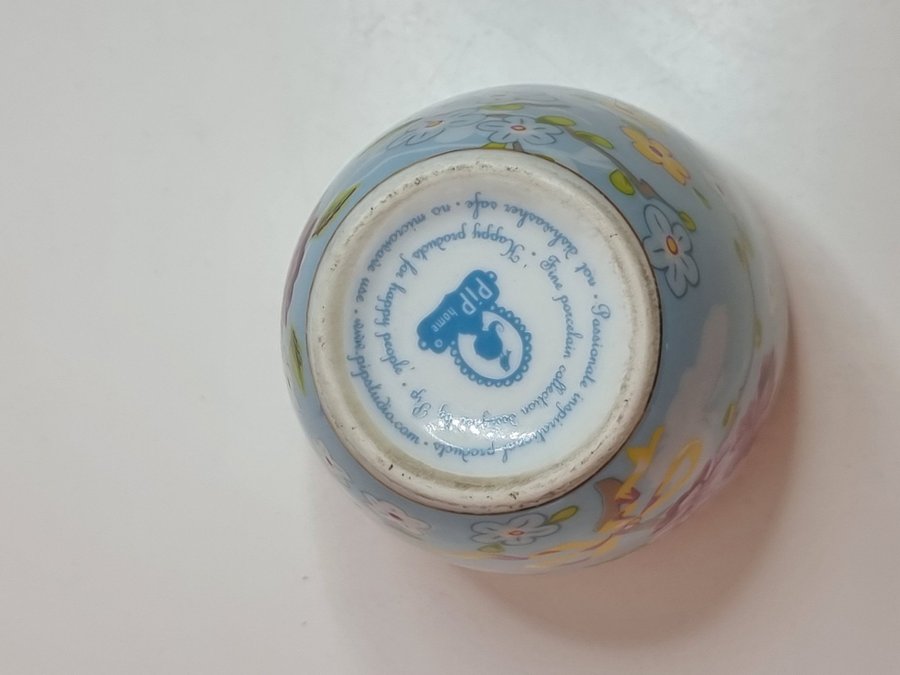 PiP
home
Passionate inspirational products • www.pipstudio.com • no microwave use • not dishwasher safe •
Fine porcelain collection designed by Pip • 'Happy products for happy people'